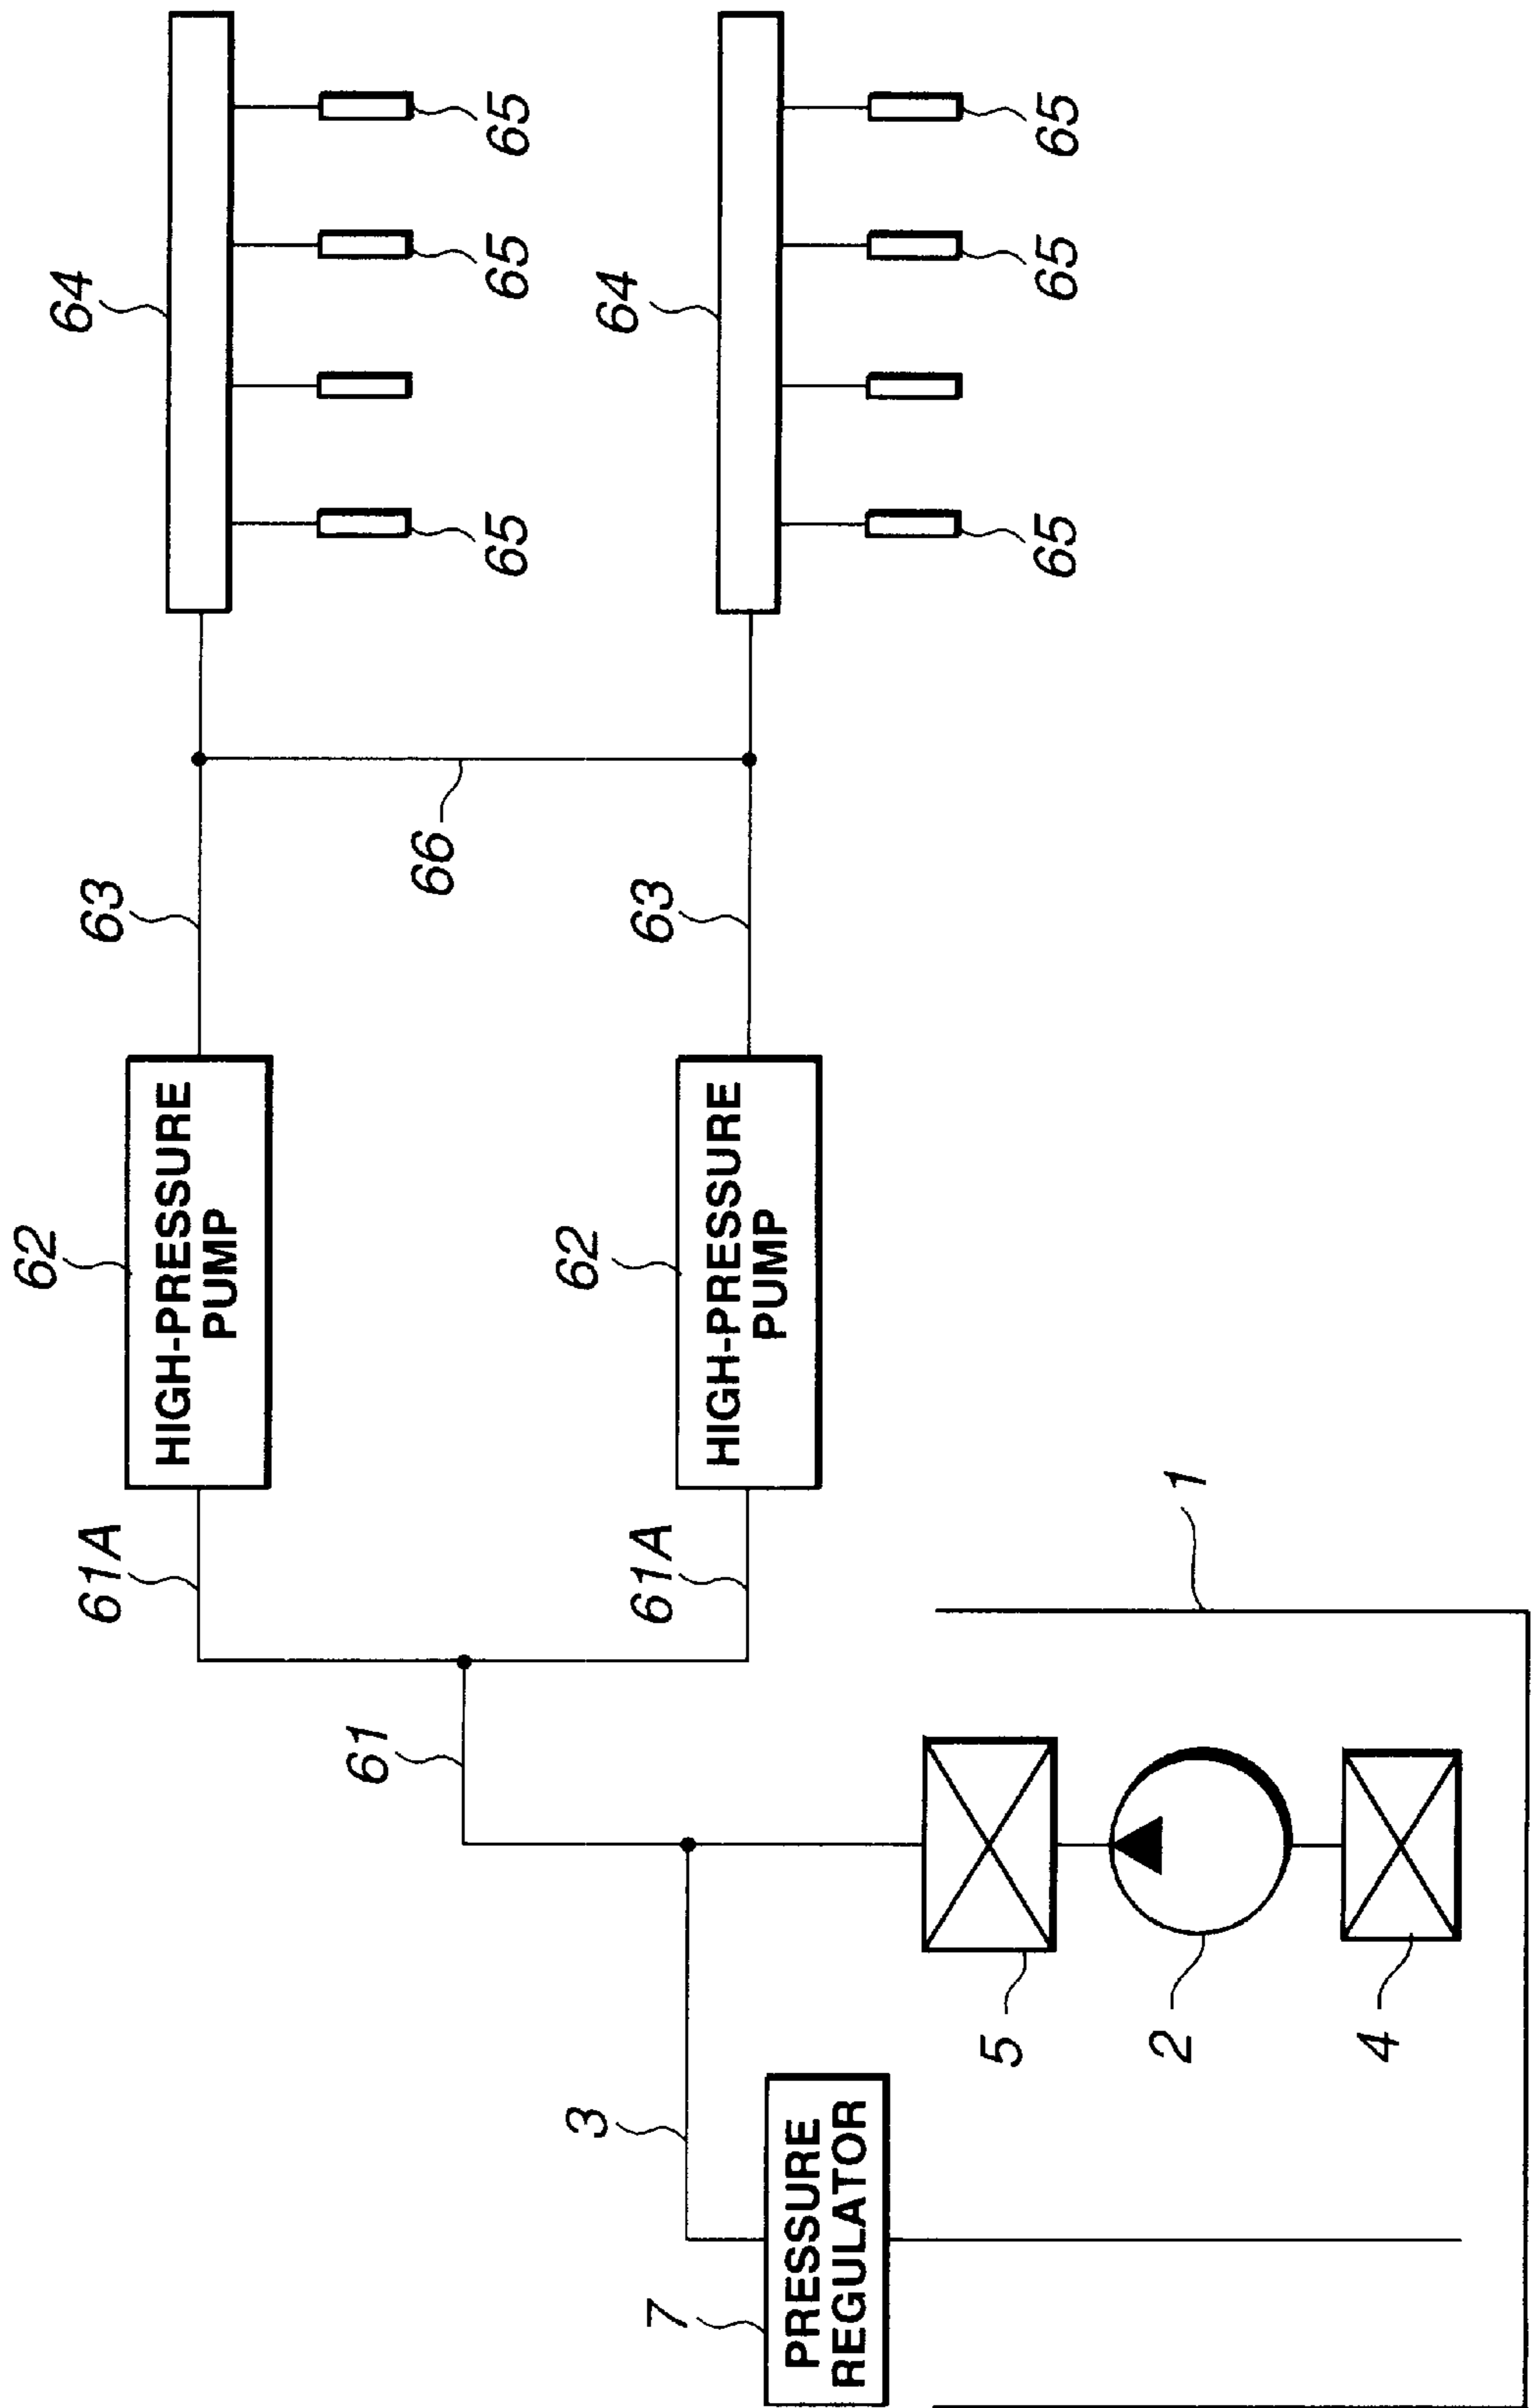 62
64
61A
63
HIGH-PRESSURE
PUMP
61
66
65
65
65
62
64
3
61A
63
7
HIGH-PRESSURE
PUMP
PRESSURE
REGULATOR
5
65
65
65
2
1
4